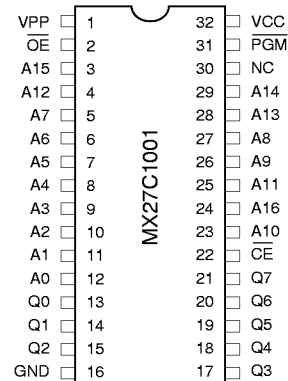 VPP 1 32 VCC
OE 2 31 PGM
A15 3 30 NC
A12 4 29 A14
A7 5 28 A13
A6 6 27 A8
A5 7 26 A9
A4 8 25 A11
A3 9 24 A16
A2 10 23 A10
A1 11 22 CE
A0 12 21 Q7
Q0 13 20 Q6
Q1 14 19 Q5
Q2 15 18 Q4
GND 16 17 Q3
MX27C1001